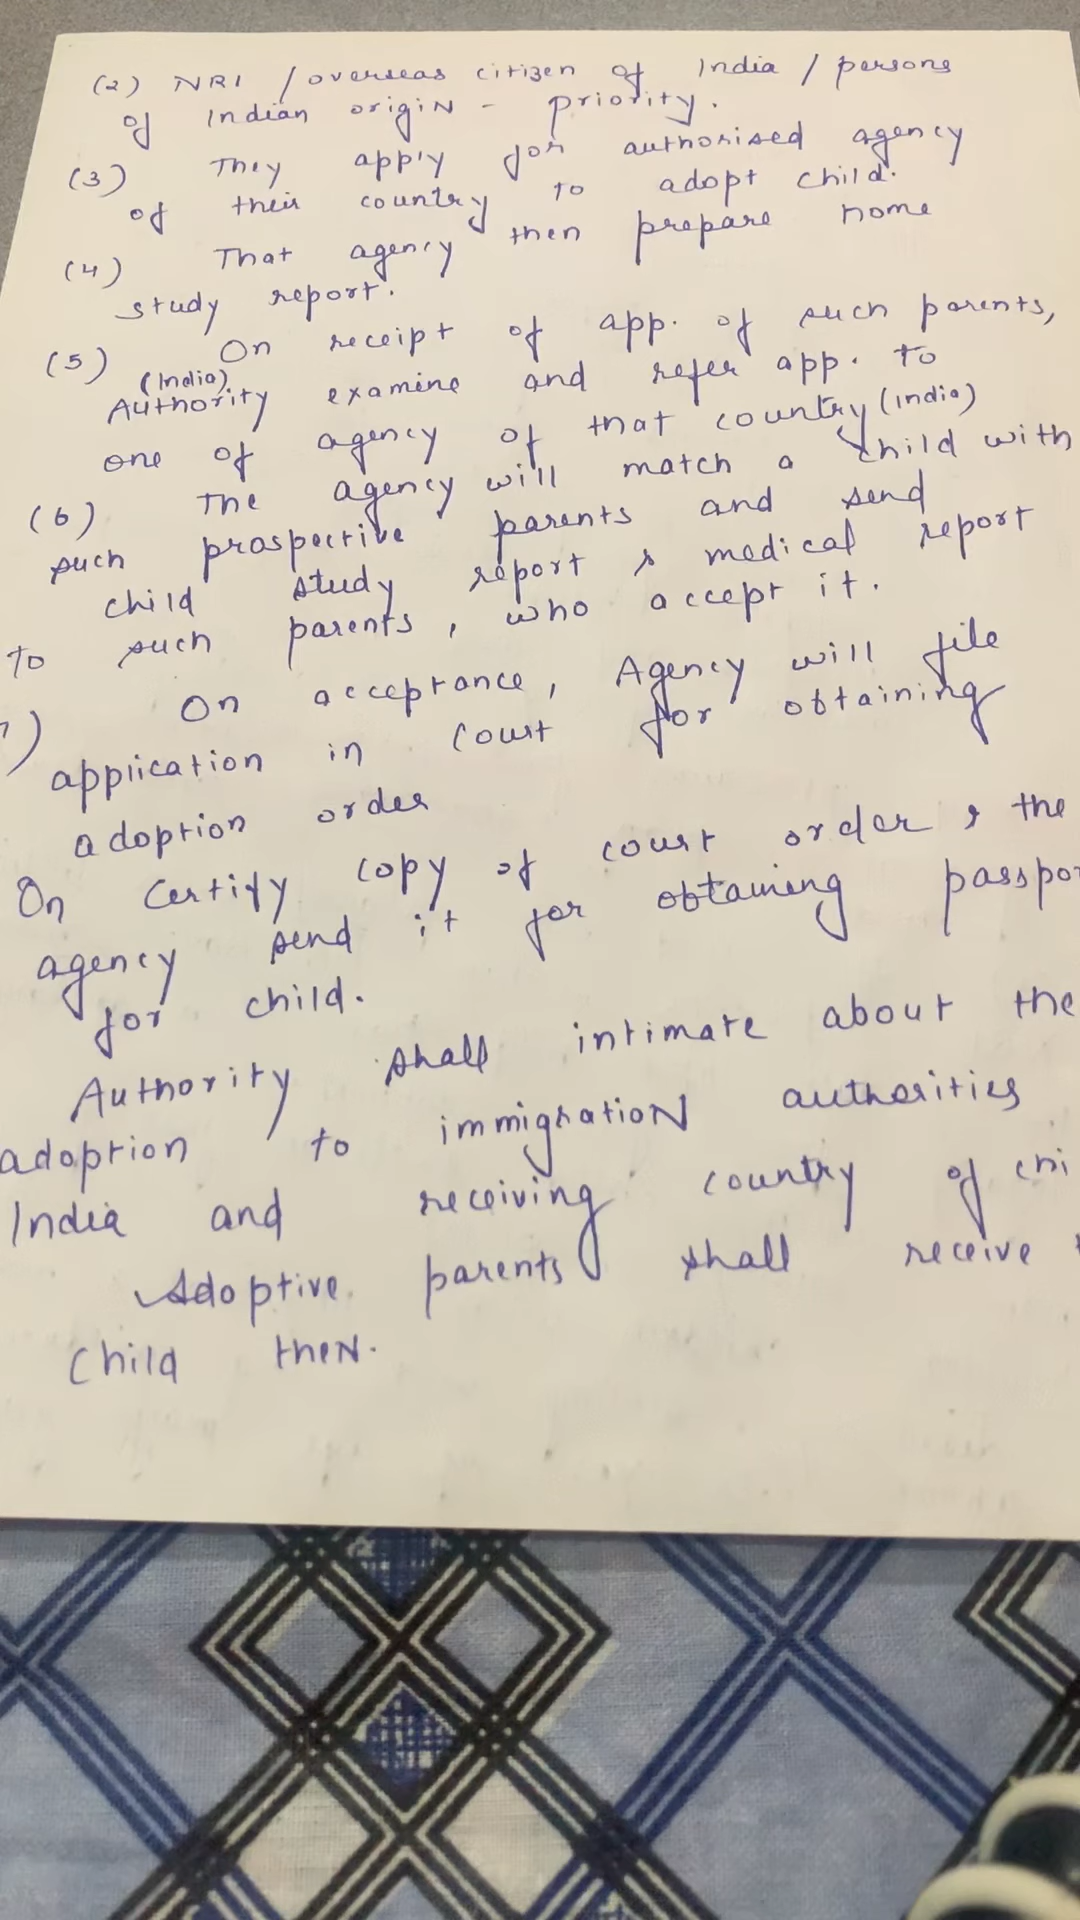 (2) NRI / overseas citizen of India / persons
of Indian origin - priority.
(3) They apply for authorised agency
of their country to adopt child.
(4) That agency then prepare home
study report.
(5) On receipt of app. of such parents,
(India)
Authority examine and refer app. to
one of agency of that country (India)
(6) The agency will match a child with
such prospective parents and send
child study report & medical report
to such parents, who accept it.
) On acceptance, Agency will file
application in court for obtaining
adoption order
On Certify copy of court order & the
agency send it for obtaining passpo
for child.
Authority shall intimate about the
adoption to immigration authorities
India and receiving country of chi
Adoptive parents shall receive
child then.